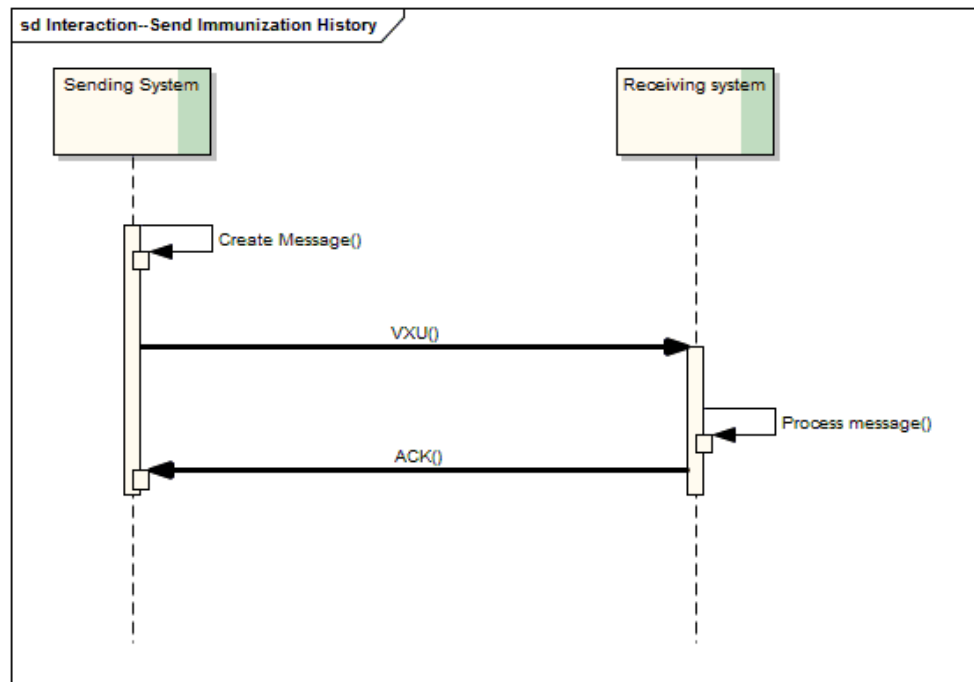 sd Interaction--Send Immunization History
Sending System
Receiving system
Create Message()
VXU()
Process message()
ACK()